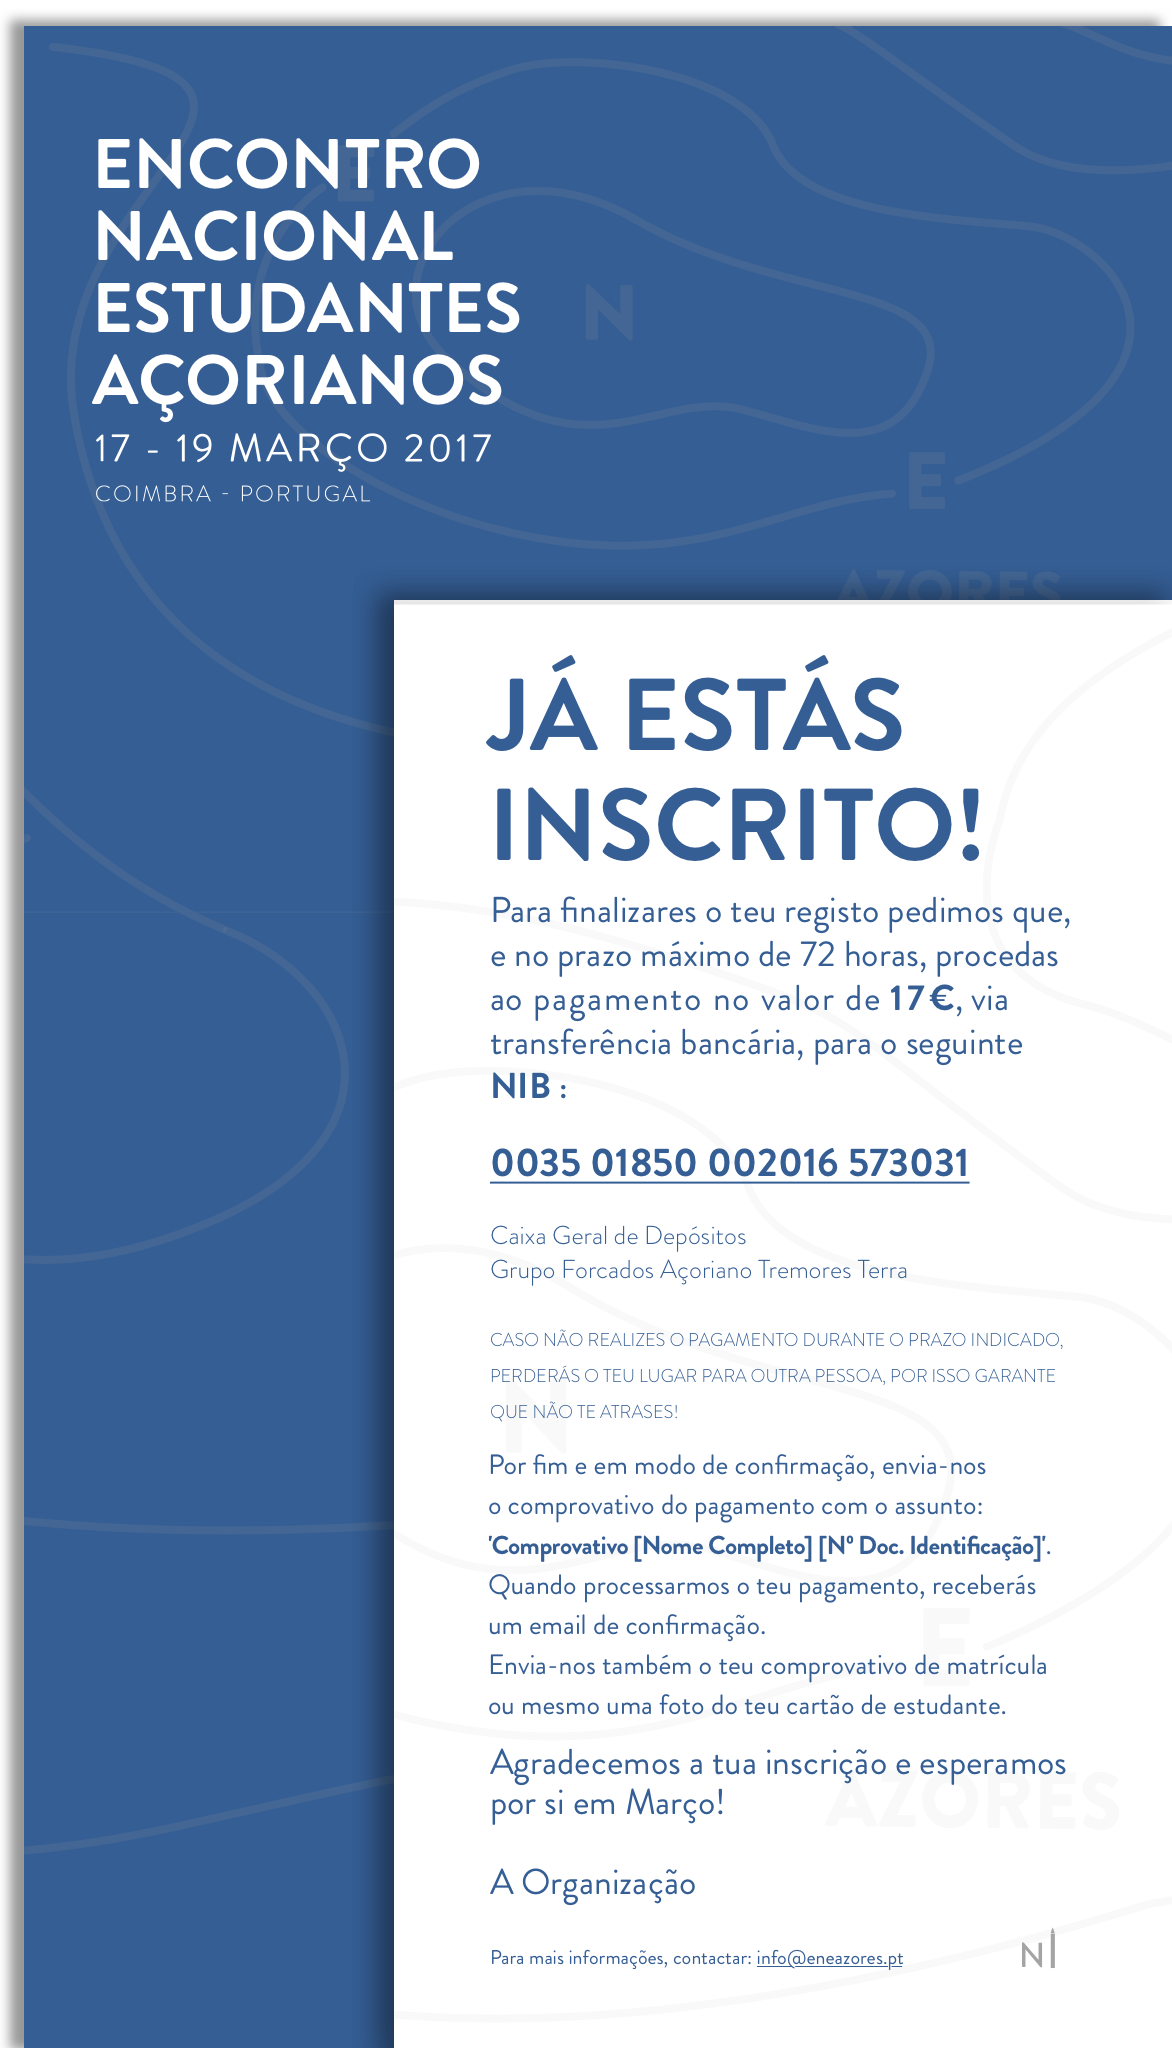 ENCONTRO
NACIONAL
ESTUDANTES
AÇORIANOS
17 - 19 MARÇO 2017
COIMBRA - PORTUGAL
E
N
E
AZORES
JÁ ESTÁS
INSCRITO!
Para finalizares o teu registo pedimos que,
e no prazo máximo de 72 horas, procedas
ao pagamento no valor de 17€, via
transferência bancária, para o seguinte
NIB :
0035 01850 002016 573031
Caixa Geral de Depósitos
Grupo Forcados Açoriano Tremores Terra
CASO NÃO REALIZES O PAGAMENTO DURANTE O PRAZO INDICADO,
PERDERÁS O TEU LUGAR PARA OUTRA PESSOA, POR ISSO GARANTE
QUE NÃO TE ATRASES!
N
Por fim e em modo de confirmação, envia-nos
o comprovativo do pagamento com o assunto:
'Comprovativo [Nome Completo] [Nº Doc. Identificação]'.
Quando processarmos o teu pagamento, receberás
um email de confirmação.
E
Envia-nos também o teu comprovativo de matrícula
ou mesmo uma foto do teu cartão de estudante.
Agradecemos a tua inscrição e esperamos
por si em Março!
AZORES
A Organização
Para mais informações, contactar: info@eneazores.pt
N